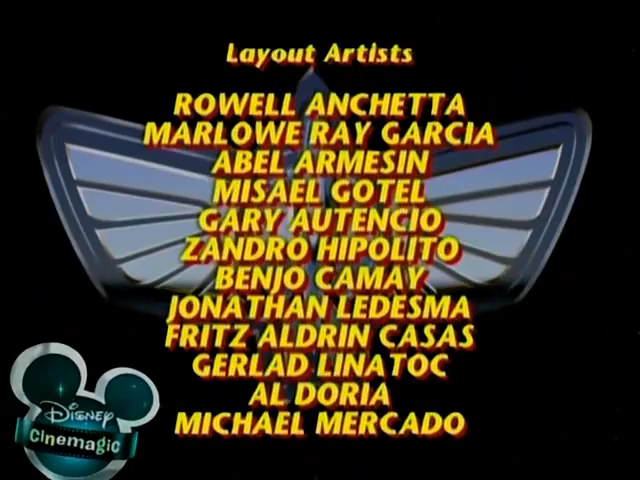 Layout Artists
ROWELL ANCHETTA
MARLOWE RAY GARCIA
ABEL ARMESIN
MISAEL GOTEL
GARY AUTENCIO
ZANDRO HIPOLITO
BENJO CAMAY
JONATHAN LEDESMA
FRITZ ALDRIN CASAS
GERLAD LINATOC
AL DORIA
MICHAEL MERCADO
Disney
Cinemagic